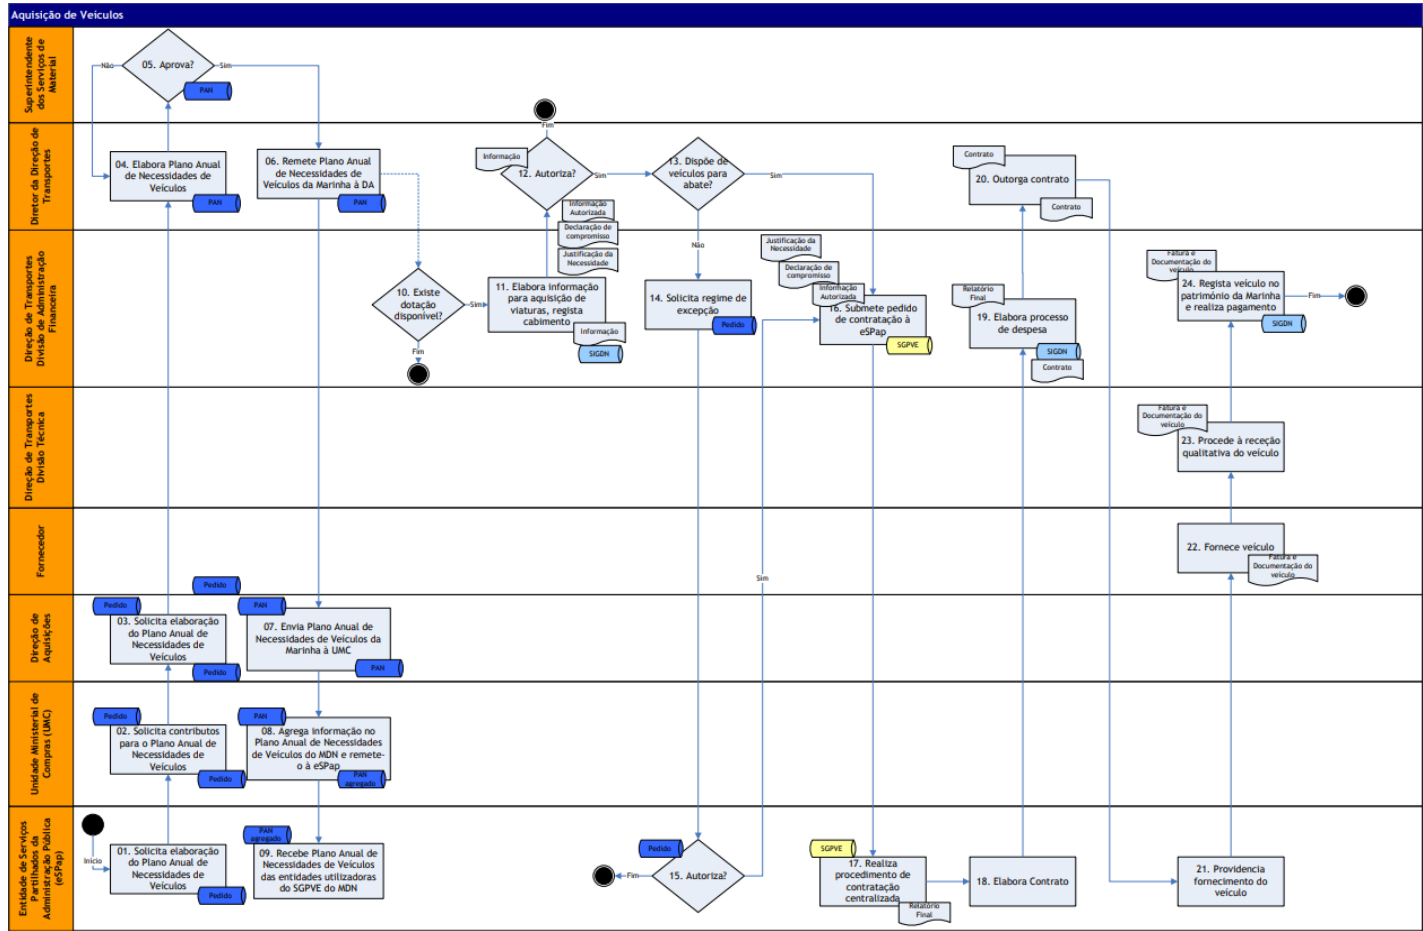 Aquisição de Veículos
Superintendente
dos Serviços de
Material
Não
05. Aprova?
Sim
PAN
Fim
Diretor da Direção de
Transportes
04. Elabora Plano Anual
de Necessidades de
Veículos
PAN
06. Remete Plano Anual
de Necessidades de
Veículos da Marinha à DA
PAN
Informação
12. Autoriza?
Sim
13. Dispõe de
veículos para
abate?
Sim
Contrato
20. Outorga contrato
Contrato
Informação
Autorizada
Declaração de
compromisso
Justificação da
Necessidade
Direção de Transportes
Divisão de Administração
Financeira
10. Existe
dotação
disponível?
Sim
Fim
11. Elabora informação
para aquisição de
viaturas, regista
cabimento
Informação
SIGDN
Não
14. Solicita regime de
excepção
Pedido
Justificação da
Necessidade
Declaração de
compromisso
Informação
Autorizada
16. Submete pedido
de contratação à
eSPap
SGPVE
Relatório
Final
19. Elabora processo
de despesa
SIGDN
Contrato
Fatura e
Documentação do
veículo
24. Regista veículo no
património da Marinha
e realiza pagamento
SIGDN
Fim
Direção de Transportes
Divisão Técnica
Fatura e
Documentação do
veículo
23. Procede à receção
qualitativa do veículo
Fornecedor
Pedido
Sim
22. Fornece veículo
Fatura e
Documentação do
veículo
Direção de
Aquisições
Pedido
03. Solicita elaboração
do Plano Anual de
Necessidades de
Veículos
Pedido
PAN
07. Envia Plano Anual de
Necessidades de Veículos da
Marinha à UMC
PAN
Unidade Ministerial de
Compras (UMC)
Pedido
02. Solicita contributos
para o Plano Anual de
Necessidades de
Veículos
Pedido
PAN
08. Agrega informação no
Plano Anual de Necessidades
de Veículos do MDN e remete-
o à eSPap
PAN
agregado
Entidade de Serviços
Partilhados da
Administração Pública
(eSPap)
Início
01. Solicita elaboração
do Plano Anual de
Necessidades de
Veículos
Pedido
PAN
agregado
09. Recebe Plano Anual de
Necessidades de Veículos
das entidades utilizadoras
do SGPVE do MDN
Fim
Pedido
15. Autoriza?
SGPVE
17. Realiza
procedimento de
contratação
centralizada
Relatório
Final
18. Elabora Contrato
21. Providencia
fornecimento do
veículo